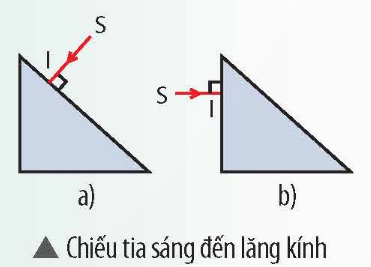 S
I
S
I
a)
b)
▲ Chiếu tia sáng đến lăng kính